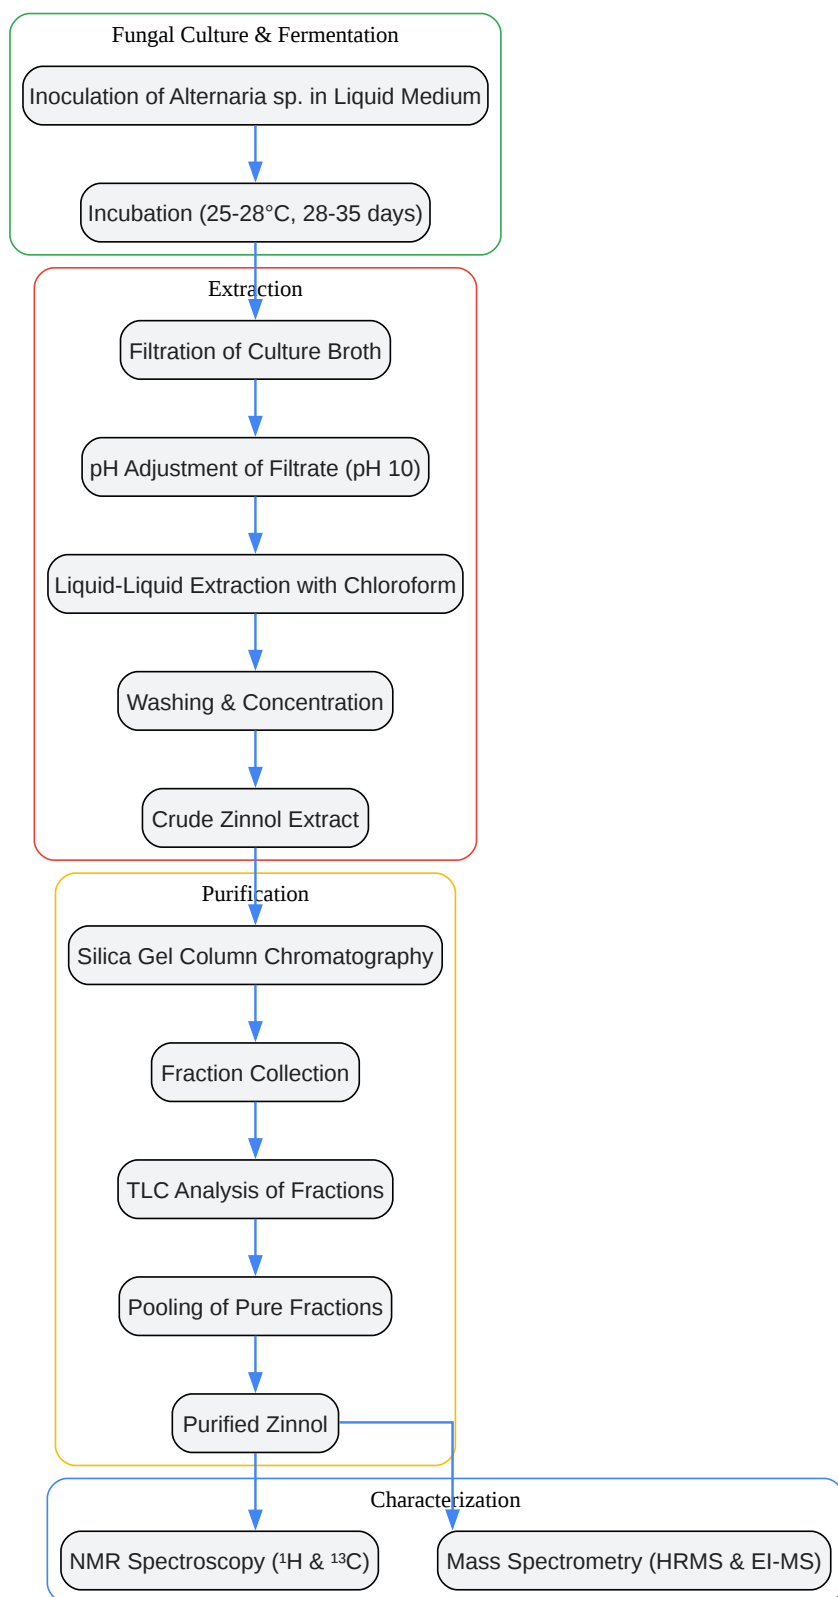 Fungal Culture & Fermentation
Inoculation of Alternaria sp. in Liquid Medium
Incubation (25-28°C, 28-35 days)
Extraction
Filtration of Culture Broth
pH Adjustment of Filtrate (pH 10)
Liquid-Liquid Extraction with Chloroform
Washing & Concentration
Crude Zinnol Extract
Purification
Silica Gel Column Chromatography
Fraction Collection
TLC Analysis of Fractions
Pooling of Pure Fractions
Purified Zinnol
Characterization
NMR Spectroscopy (¹H & ¹³C)
Mass Spectrometry (HRMS & EI-MS)